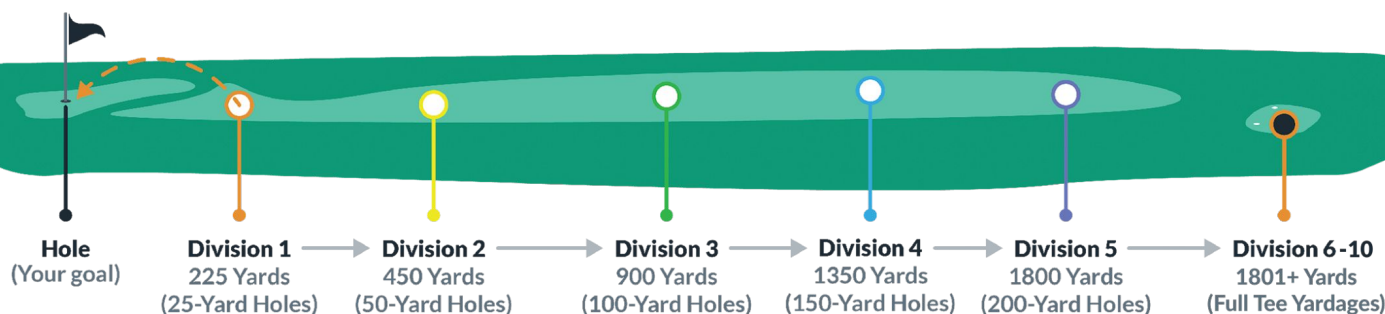 Hole
(Your goal)
Division 1
225 Yards
(25-Yard Holes)
Division 2
450 Yards
(50-Yard Holes)
Division 3
900 Yards
(100-Yard Holes)
Division 4
1350 Yards
(150-Yard Holes)
Division 5
1800 Yards
(200-Yard Holes)
Division 6-10
1801+ Yards
(Full Tee Yardages)